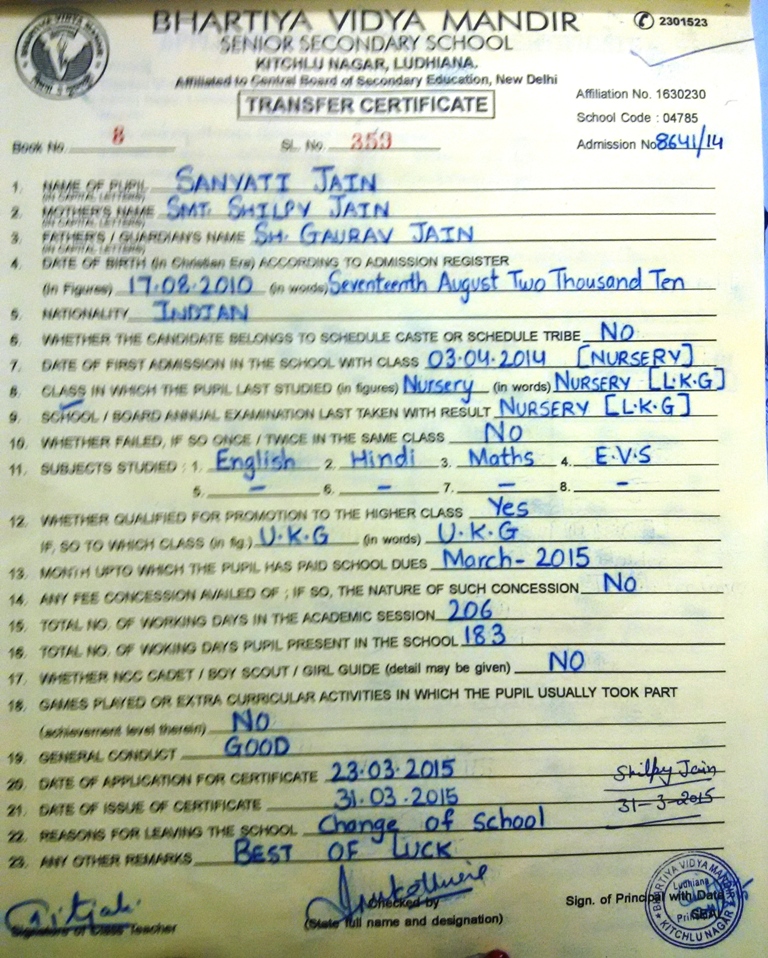 BHARTIYA VIDYA MANDIR
✆ 2301523
SENIOR SECONDARY SCHOOL
KITCHLU NAGAR, LUDHIANA.
Affiliated to Central Board of Secondary Education, New Delhi
TRANSFER CERTIFICATE
Affiliation No. 1630230
School Code : 04785
Book No 8 SL. No. 359 Admission No 8641/14
1. NAME OF PUPIL SANYATI JAIN
(IN CAPITAL LETTERS)
2. MOTHER'S NAME SMT. SHILPY JAIN
(IN CAPITAL LETTERS)
3. FATHER'S / GUARDIAN'S NAME SH. GAURAV JAIN
(IN CAPITAL LETTERS)
4. DATE OF BIRTH (In Christian Era) ACCORDING TO ADMISSION REGISTER
(in Figures) 17.08.2010 (in words) Seventeenth August Two Thousand Ten
5. NATIONALITY INDIAN
6. WHETHER THE CANDIDATE BELONGS TO SCHEDULE CASTE OR SCHEDULE TRIBE NO
7. DATE OF FIRST ADMISSION IN THE SCHOOL WITH CLASS 03.04.2014 [NURSERY]
8. CLASS IN WHICH THE PUPIL LAST STUDIED (in figures) Nursery (in words) NURSERY [L.K.G]
9. SCHOOL / BOARD ANNUAL EXAMINATION LAST TAKEN WITH RESULT NURSERY [L.K.G]
10. WHETHER FAILED, IF SO ONCE / TWICE IN THE SAME CLASS NO
11. SUBJECTS STUDIED : 1. English 2. Hindi 3. Maths 4. E.V.S
5. – 6. – 7. – 8. –
12. WHETHER QUALIFIED FOR PROMOTION TO THE HIGHER CLASS Yes
IF, SO TO WHICH CLASS (in fig.) U.K.G (in words) U.K.G
13. MONTH UPTO WHICH THE PUPIL HAS PAID SCHOOL DUES March - 2015
14. ANY FEE CONCESSION AVAILED OF ; IF SO, THE NATURE OF SUCH CONCESSION NO
15. TOTAL NO. OF WORKING DAYS IN THE ACADEMIC SESSION 206
16. TOTAL NO. OF WOKING DAYS PUPIL PRESENT IN THE SCHOOL 183
17. WHETHER NCC CADET / BOY SCOUT / GIRL GUIDE (detail may be given) NO
18. GAMES PLAYED OR EXTRA CURRICULAR ACTIVITIES IN WHICH THE PUPIL USUALLY TOOK PART
(achievement level therein) NO
19. GENERAL CONDUCT GOOD
20. DATE OF APPLICATION FOR CERTIFICATE 23.03.2015
Shilpy Jain
21. DATE OF ISSUE OF CERTIFICATE 31.03.2015
31-3-2015
22. REASONS FOR LEAVING THE SCHOOL Change of School
23. ANY OTHER REMARKS BEST OF LUCK
Signature of Class Teacher
Checked by
(State full name and designation)
Sign. of Principal with Date
SEAL
BHARTIYA VIDYA MANDIR
Ludhiana
Principal
KITCHLU NAGAR